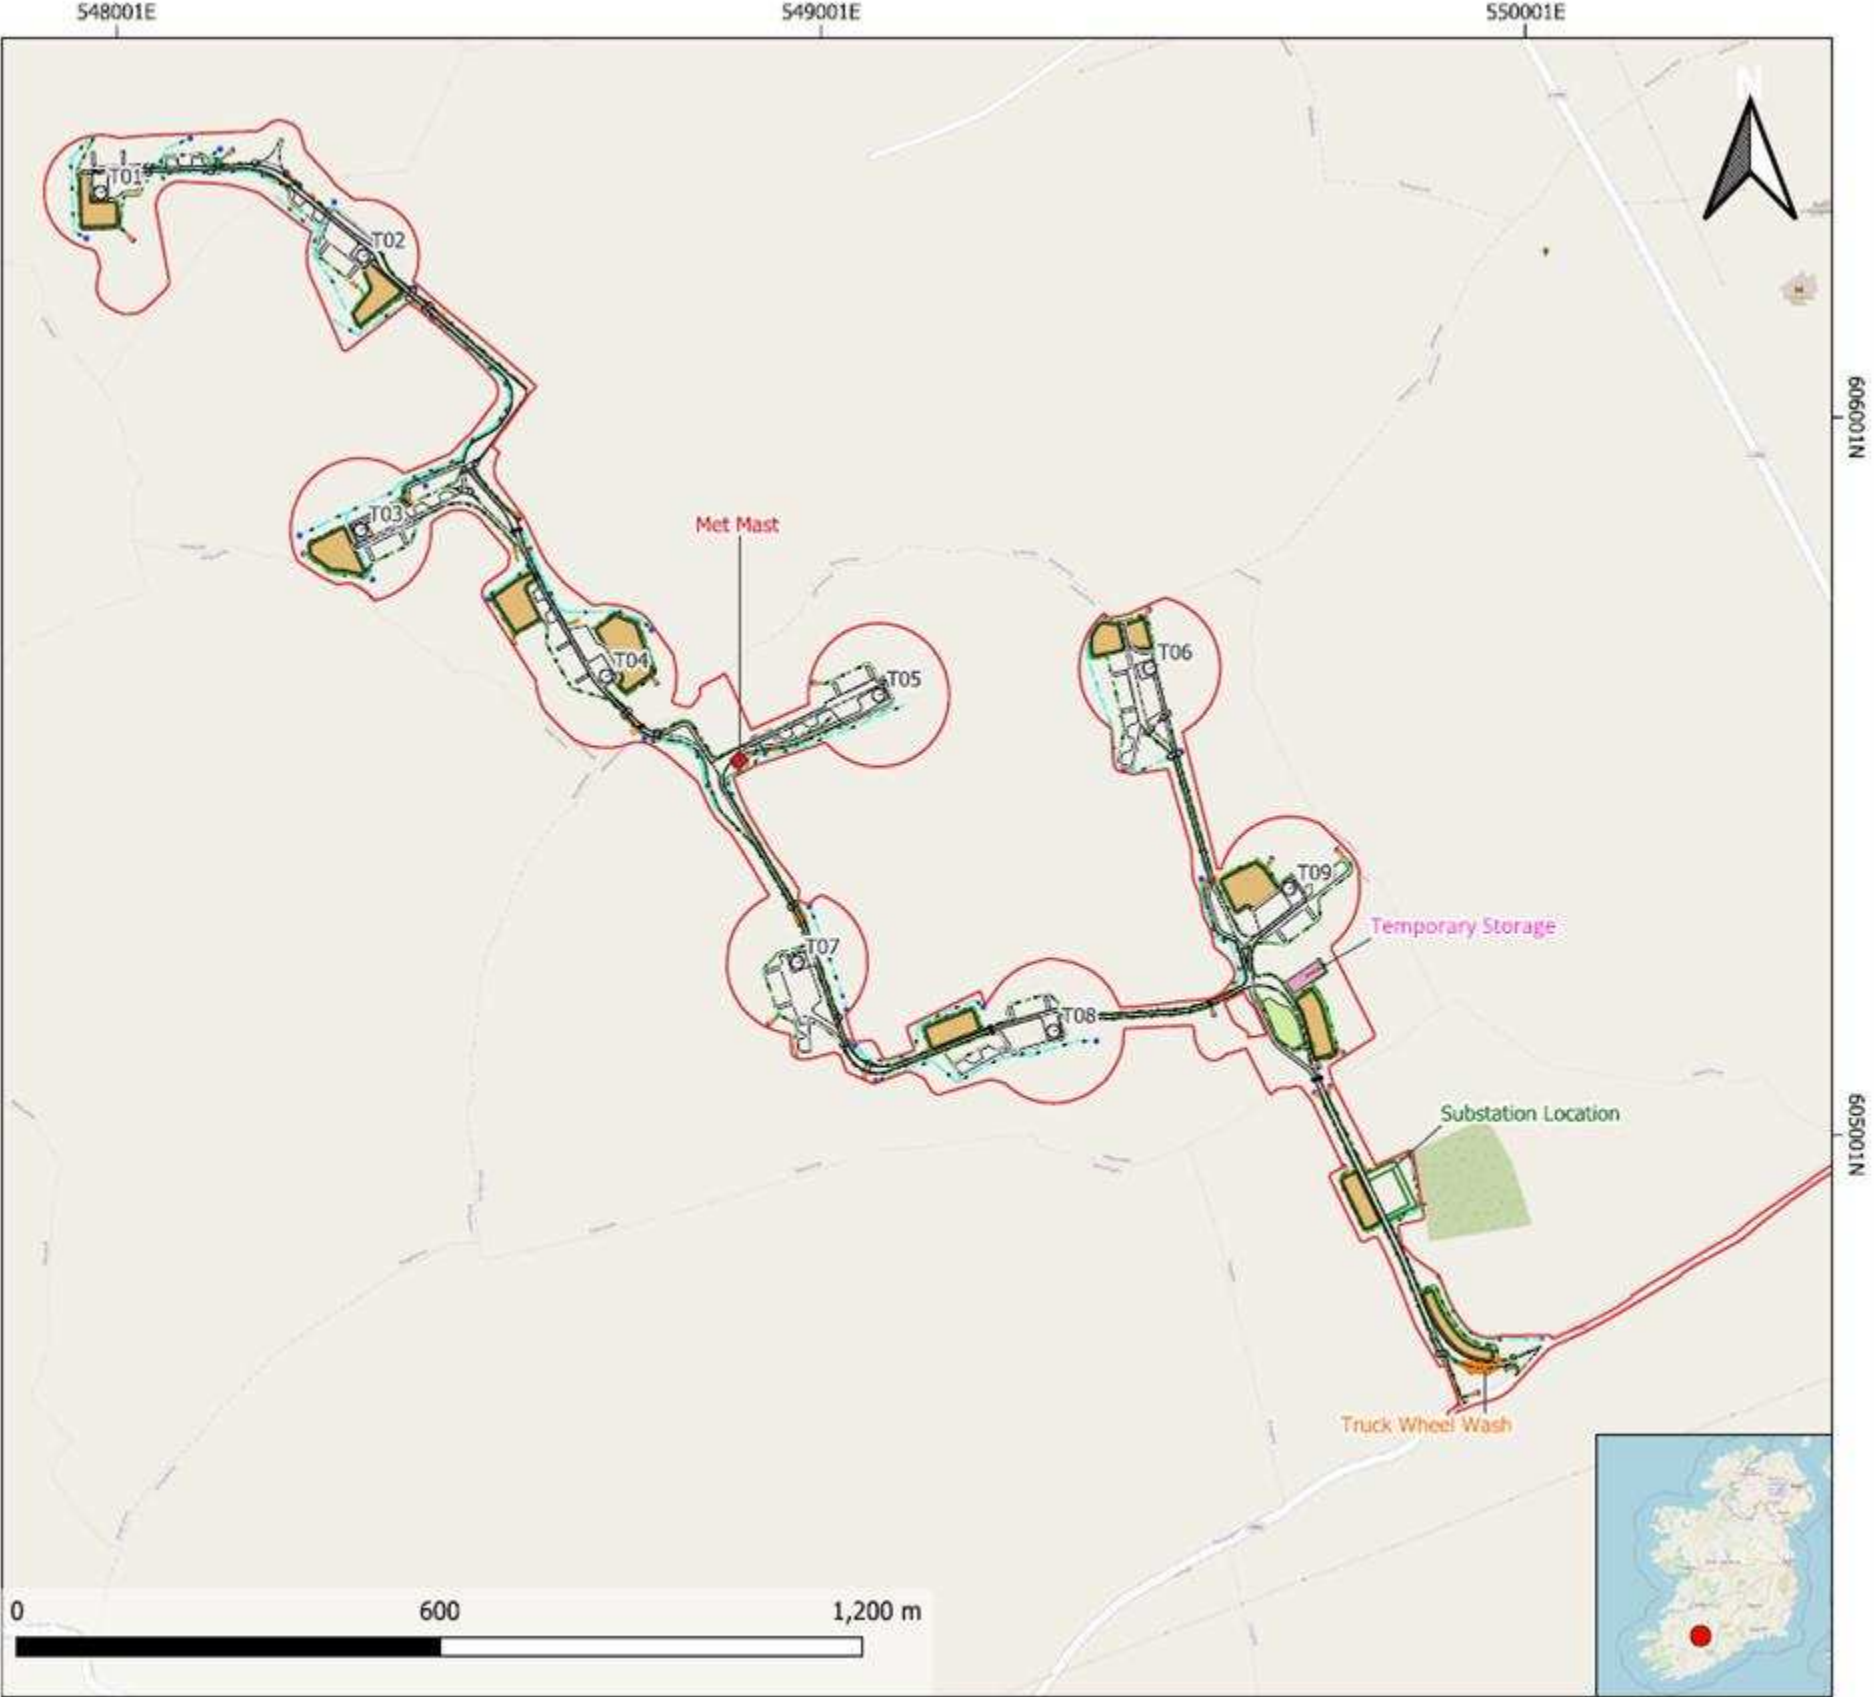 548001E
549001E
550001E
N
T01
T02
606001N
T03
Met Mast
T04
T05
T06
T09
Temporary Storage
T07
T08
605001N
Substation Location
Truck Wheel Wash
0
600
1,200 m